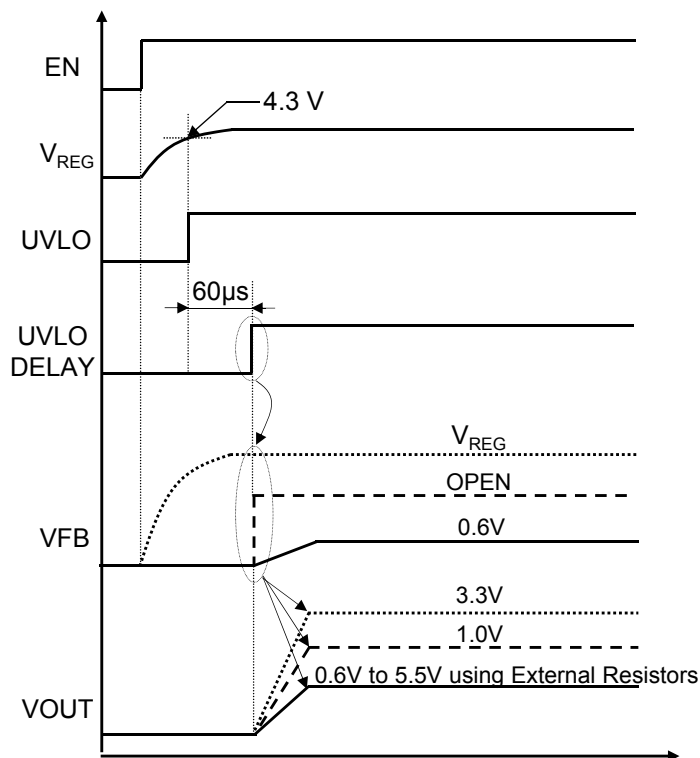 EN
4.3 V
VREG
UVLO
60µs
UVLO
DELAY
VREG
OPEN
VFB
0.6V
3.3V
1.0V
0.6V to 5.5V using External Resistors
VOUT